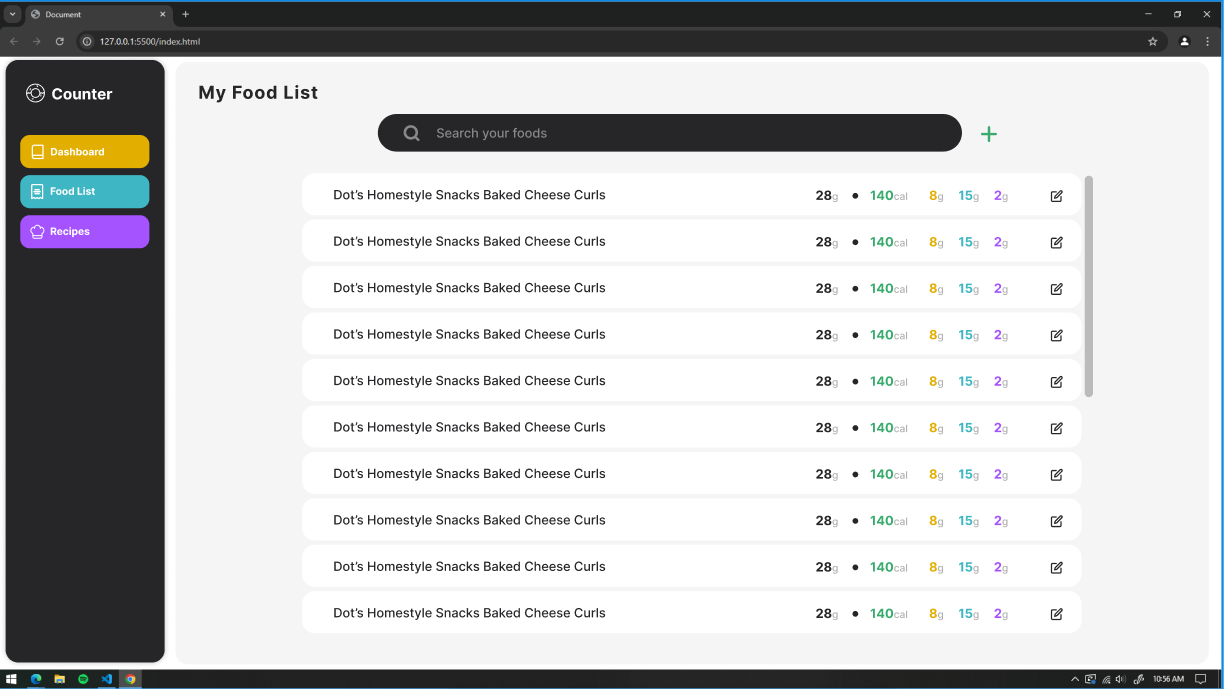 Document
127.0.0.1:5500/index.html
Counter
Dashboard
Food List
Recipes
My Food List
Search your foods
Dot’s Homestyle Snacks Baked Cheese Curls 28g • 140cal 8g 15g 2g
Dot’s Homestyle Snacks Baked Cheese Curls 28g • 140cal 8g 15g 2g
Dot’s Homestyle Snacks Baked Cheese Curls 28g • 140cal 8g 15g 2g
Dot’s Homestyle Snacks Baked Cheese Curls 28g • 140cal 8g 15g 2g
Dot’s Homestyle Snacks Baked Cheese Curls 28g • 140cal 8g 15g 2g
Dot’s Homestyle Snacks Baked Cheese Curls 28g • 140cal 8g 15g 2g
Dot’s Homestyle Snacks Baked Cheese Curls 28g • 140cal 8g 15g 2g
Dot’s Homestyle Snacks Baked Cheese Curls 28g • 140cal 8g 15g 2g
Dot’s Homestyle Snacks Baked Cheese Curls 28g • 140cal 8g 15g 2g
Dot’s Homestyle Snacks Baked Cheese Curls 28g • 140cal 8g 15g 2g
10:56 AM